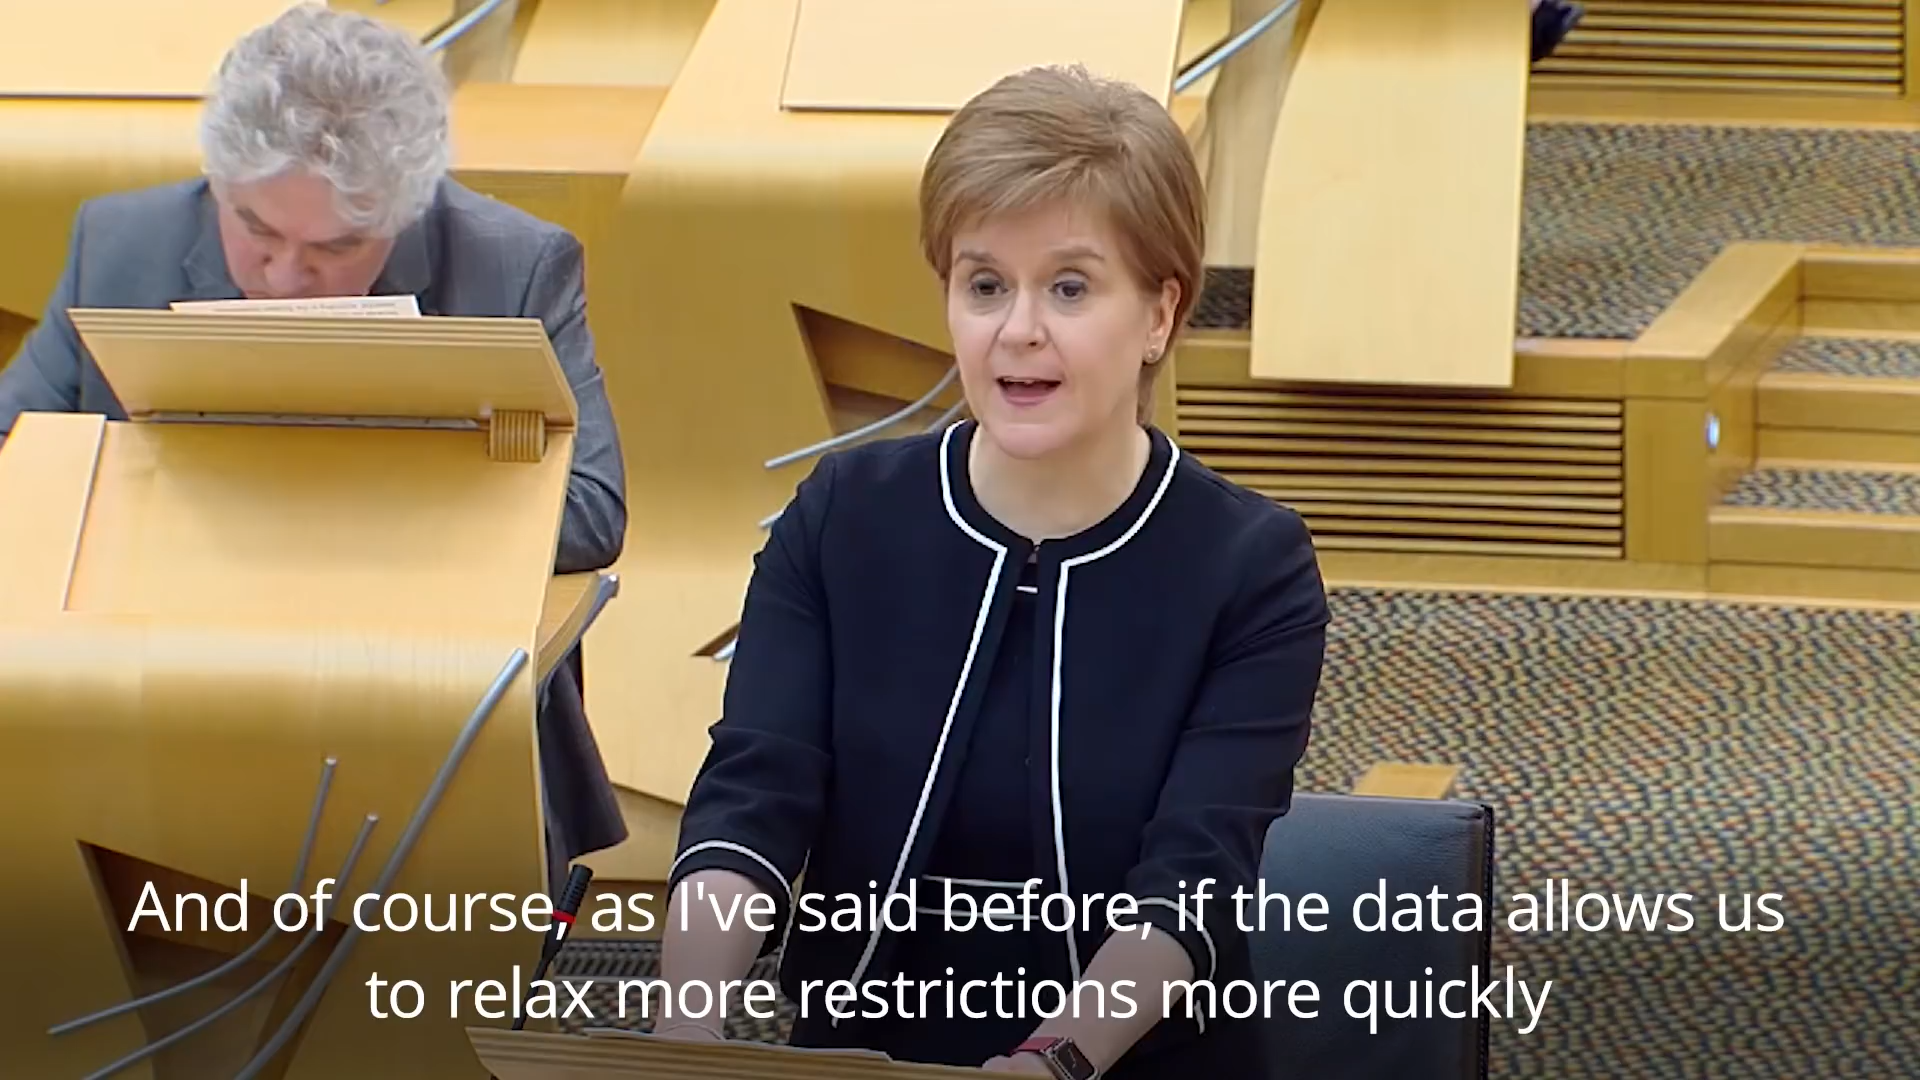 And of course, as I've said before, if the data allows us
to relax more restrictions more quickly